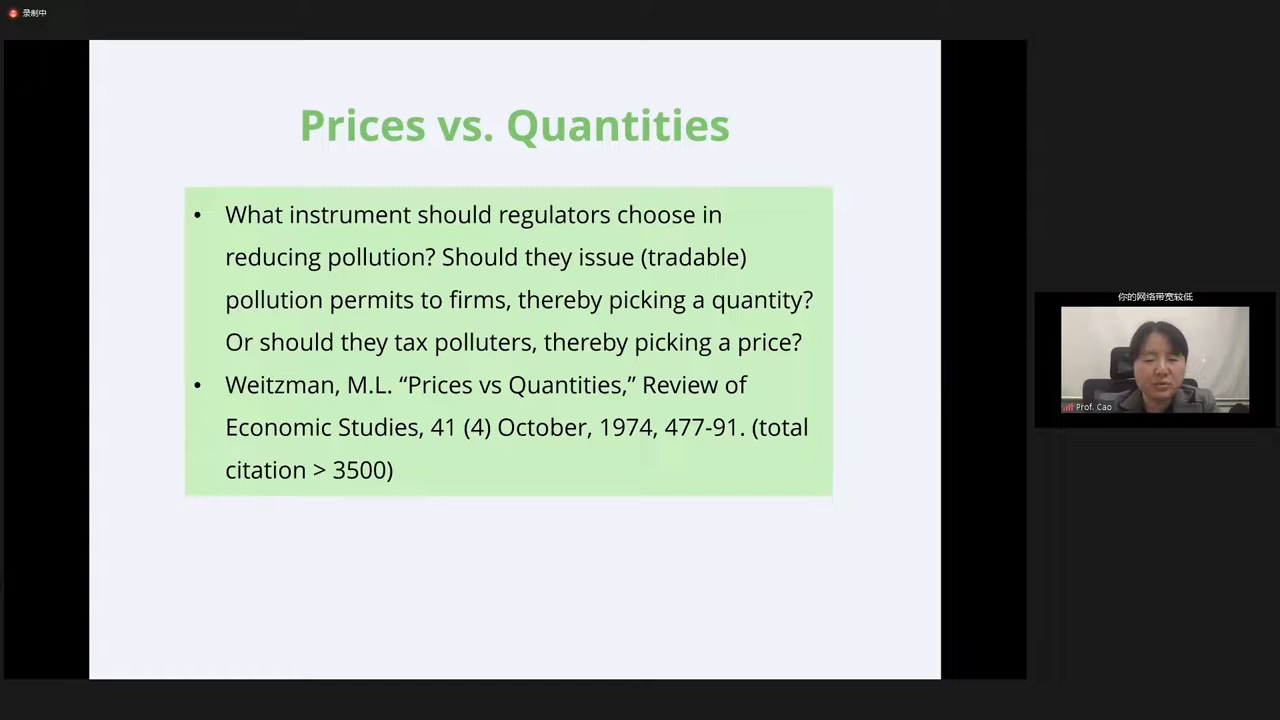 录制中
Prices vs. Quantities
• What instrument should regulators choose in
reducing pollution? Should they issue (tradable)
pollution permits to firms, thereby picking a quantity?
Or should they tax polluters, thereby picking a price?
• Weitzman, M.L. “Prices vs Quantities,” Review of
Economic Studies, 41 (4) October, 1974, 477-91. (total
citation > 3500)
你的网络带宽较低
Prof. Cao